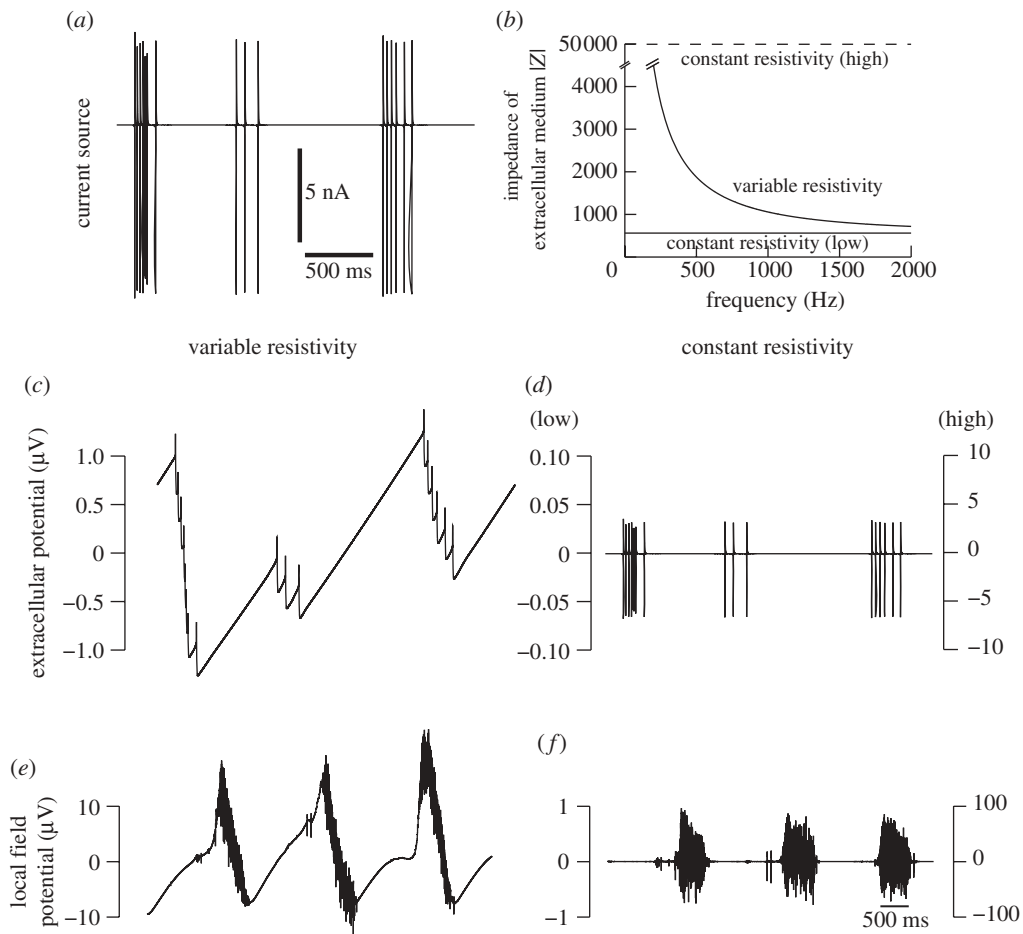 (a)
current source
5 nA
500 ms
(b)
impedance of
extracellular medium |Z|
50000
4000
3000
2000
1000
0
500
1000
1500
2000
frequency (Hz)
constant resistivity (high)
variable resistivity
constant resistivity (low)
variable resistivity
constant resistivity
(c)
extracellular potential (µV)
1.0
0.5
0
−0.5
−1.0
(d)
(low)
(high)
0.10
0.05
0
−0.05
−0.10
10
5
0
−5
−10
(e)
local field
potential (µV)
10
0
−10
(f)
1
0
−1
100
0
−100
500 ms